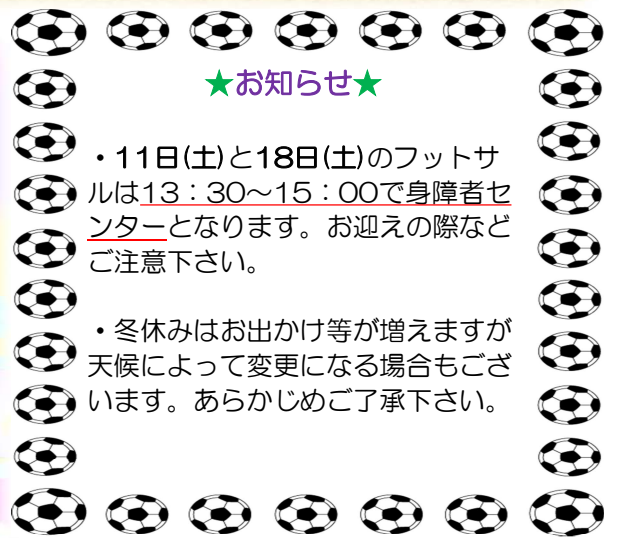 ★お知らせ★
・11日(土)と18日(土)のフットサ
ルは13：30～15：00で身障者セ
ンターとなります。お迎えの際など
ご注意下さい。
・冬休みはお出かけ等が増えますが
天候によって変更になる場合もござ
います。あらかじめご了承下さい。